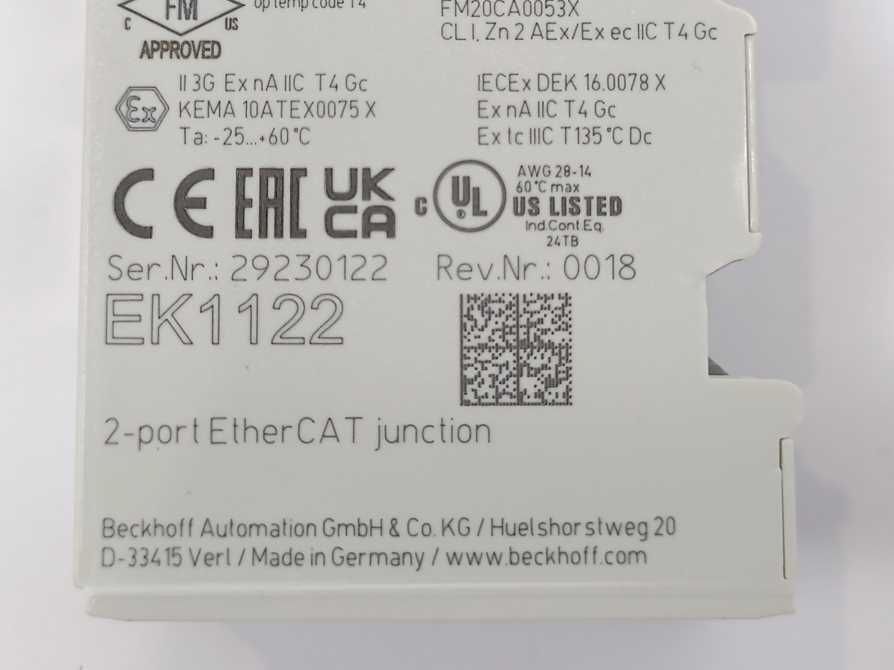 op temp code T4
FM
C US
APPROVED
FM20CA0053X
CL I, Zn 2 AEx/Ex ec IIC T4 Gc
II 3G Ex nA IIC T4 Gc
Ex KEMA 10ATEX0075 X
Ta: -25...+60°C
IECEx DEK 16.0078 X
Ex nA IIC T4 Gc
Ex tc IIIC T135°C Dc
CE EAC UK
CA
C UL ® US LISTED
AWG 28-14
60°C max
Ind.Cont.Eq.
24TB
Ser.Nr.: 29230122 Rev.Nr.: 0018
EK1122
2-port EtherCAT junction
Beckhoff Automation GmbH & Co. KG / Huelshorstweg 20
D-33415 Verl / Made in Germany / www.beckhoff.com